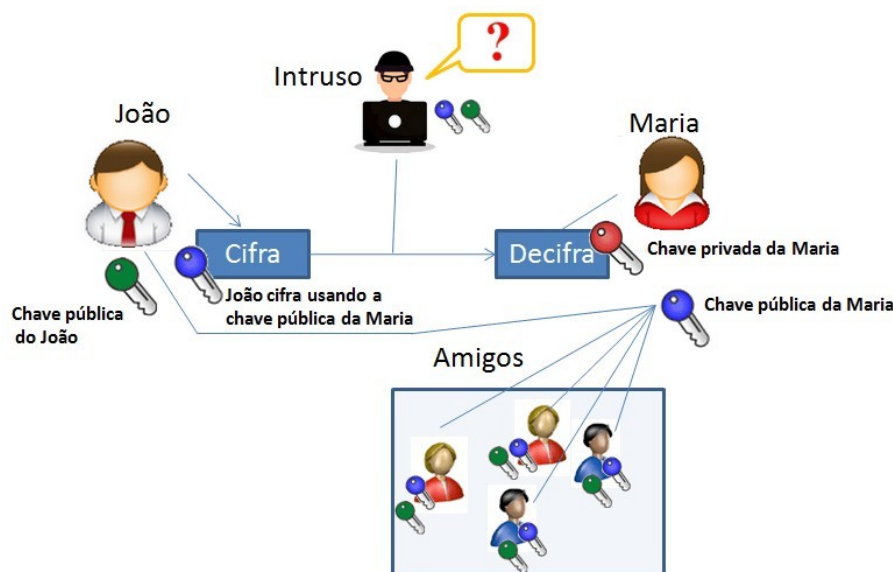 ?
Intruso
João
Maria
Cifra
Decifra
Chave privada da Maria
Chave pública
do João
João cifra usando a
chave pública da Maria
Chave pública da Maria
Amigos